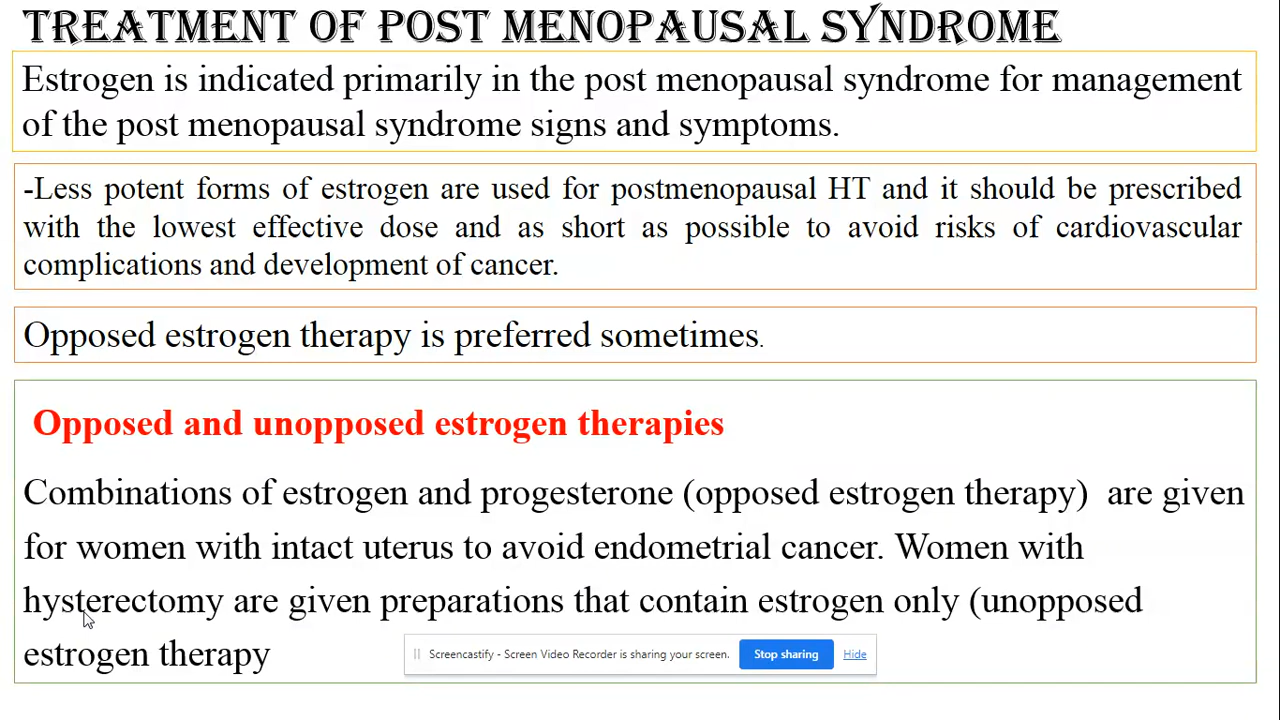 TREATMENT OF POST MENOPAUSAL SYNDROME
Estrogen is indicated primarily in the post menopausal syndrome for management
of the post menopausal syndrome signs and symptoms.
-Less potent forms of estrogen are used for postmenopausal HT and it should be prescribed
with the lowest effective dose and as short as possible to avoid risks of cardiovascular
complications and development of cancer.
Opposed estrogen therapy is preferred sometimes.
Opposed and unopposed estrogen therapies
Combinations of estrogen and progesterone (opposed estrogen therapy) are given
for women with intact uterus to avoid endometrial cancer. Women with
hysterectomy are given preparations that contain estrogen only (unopposed
estrogen therapy
Screencastify - Screen Video Recorder is sharing your screen. Stop sharing Hide